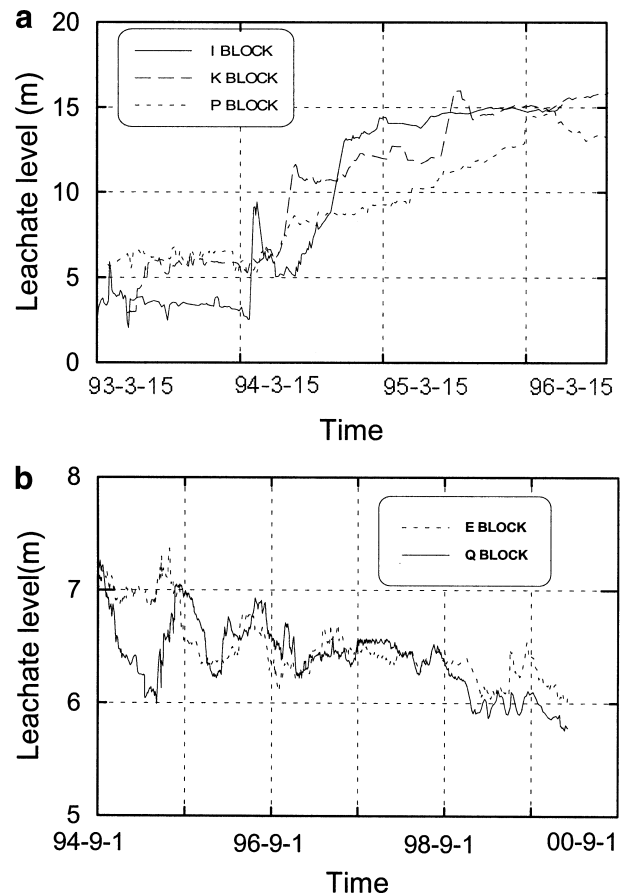 a
20
15
10
5
0
Leachate level (m)
I BLOCK
K BLOCK
P BLOCK
93-3-15 94-3-15 95-3-15 96-3-15
Time
b
8
7
6
5
Leachate level(m)
E BLOCK
Q BLOCK
94-9-1 96-9-1 98-9-1 00-9-1
Time